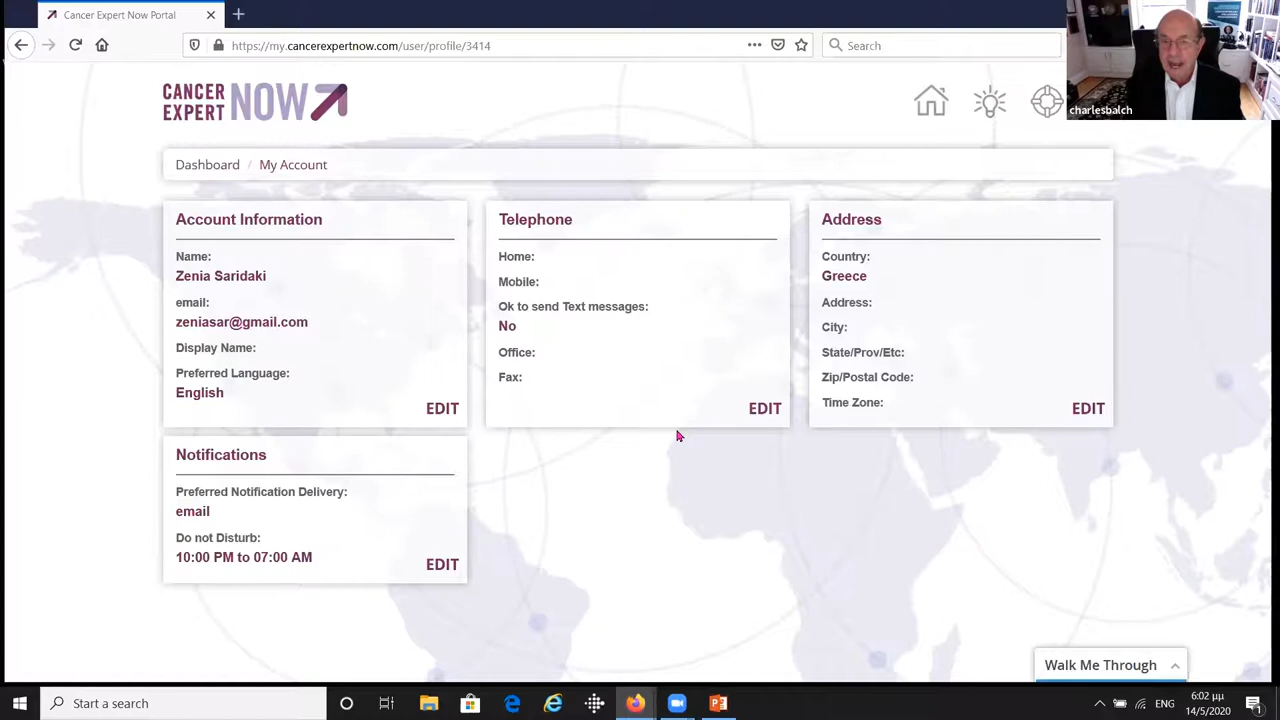 Cancer Expert Now Portal
https://my.cancerexpertnow.com/user/profile/3414
Search
charlesbalch
CANCER
EXPERT
NOW
Dashboard / My Account
Account Information
Name:
Zenia Saridaki
email:
zeniasar@gmail.com
Display Name:
Preferred Language:
English
EDIT
Telephone
Home:
Mobile:
Ok to send Text messages:
No
Office:
Fax:
EDIT
Address
Country:
Greece
Address:
City:
State/Prov/Etc:
Zip/Postal Code:
Time Zone:
EDIT
Notifications
Preferred Notification Delivery:
email
Do not Disturb:
10:00 PM to 07:00 AM
EDIT
Walk Me Through
Start a search
ENG
6:02 μμ
14/5/2020
1